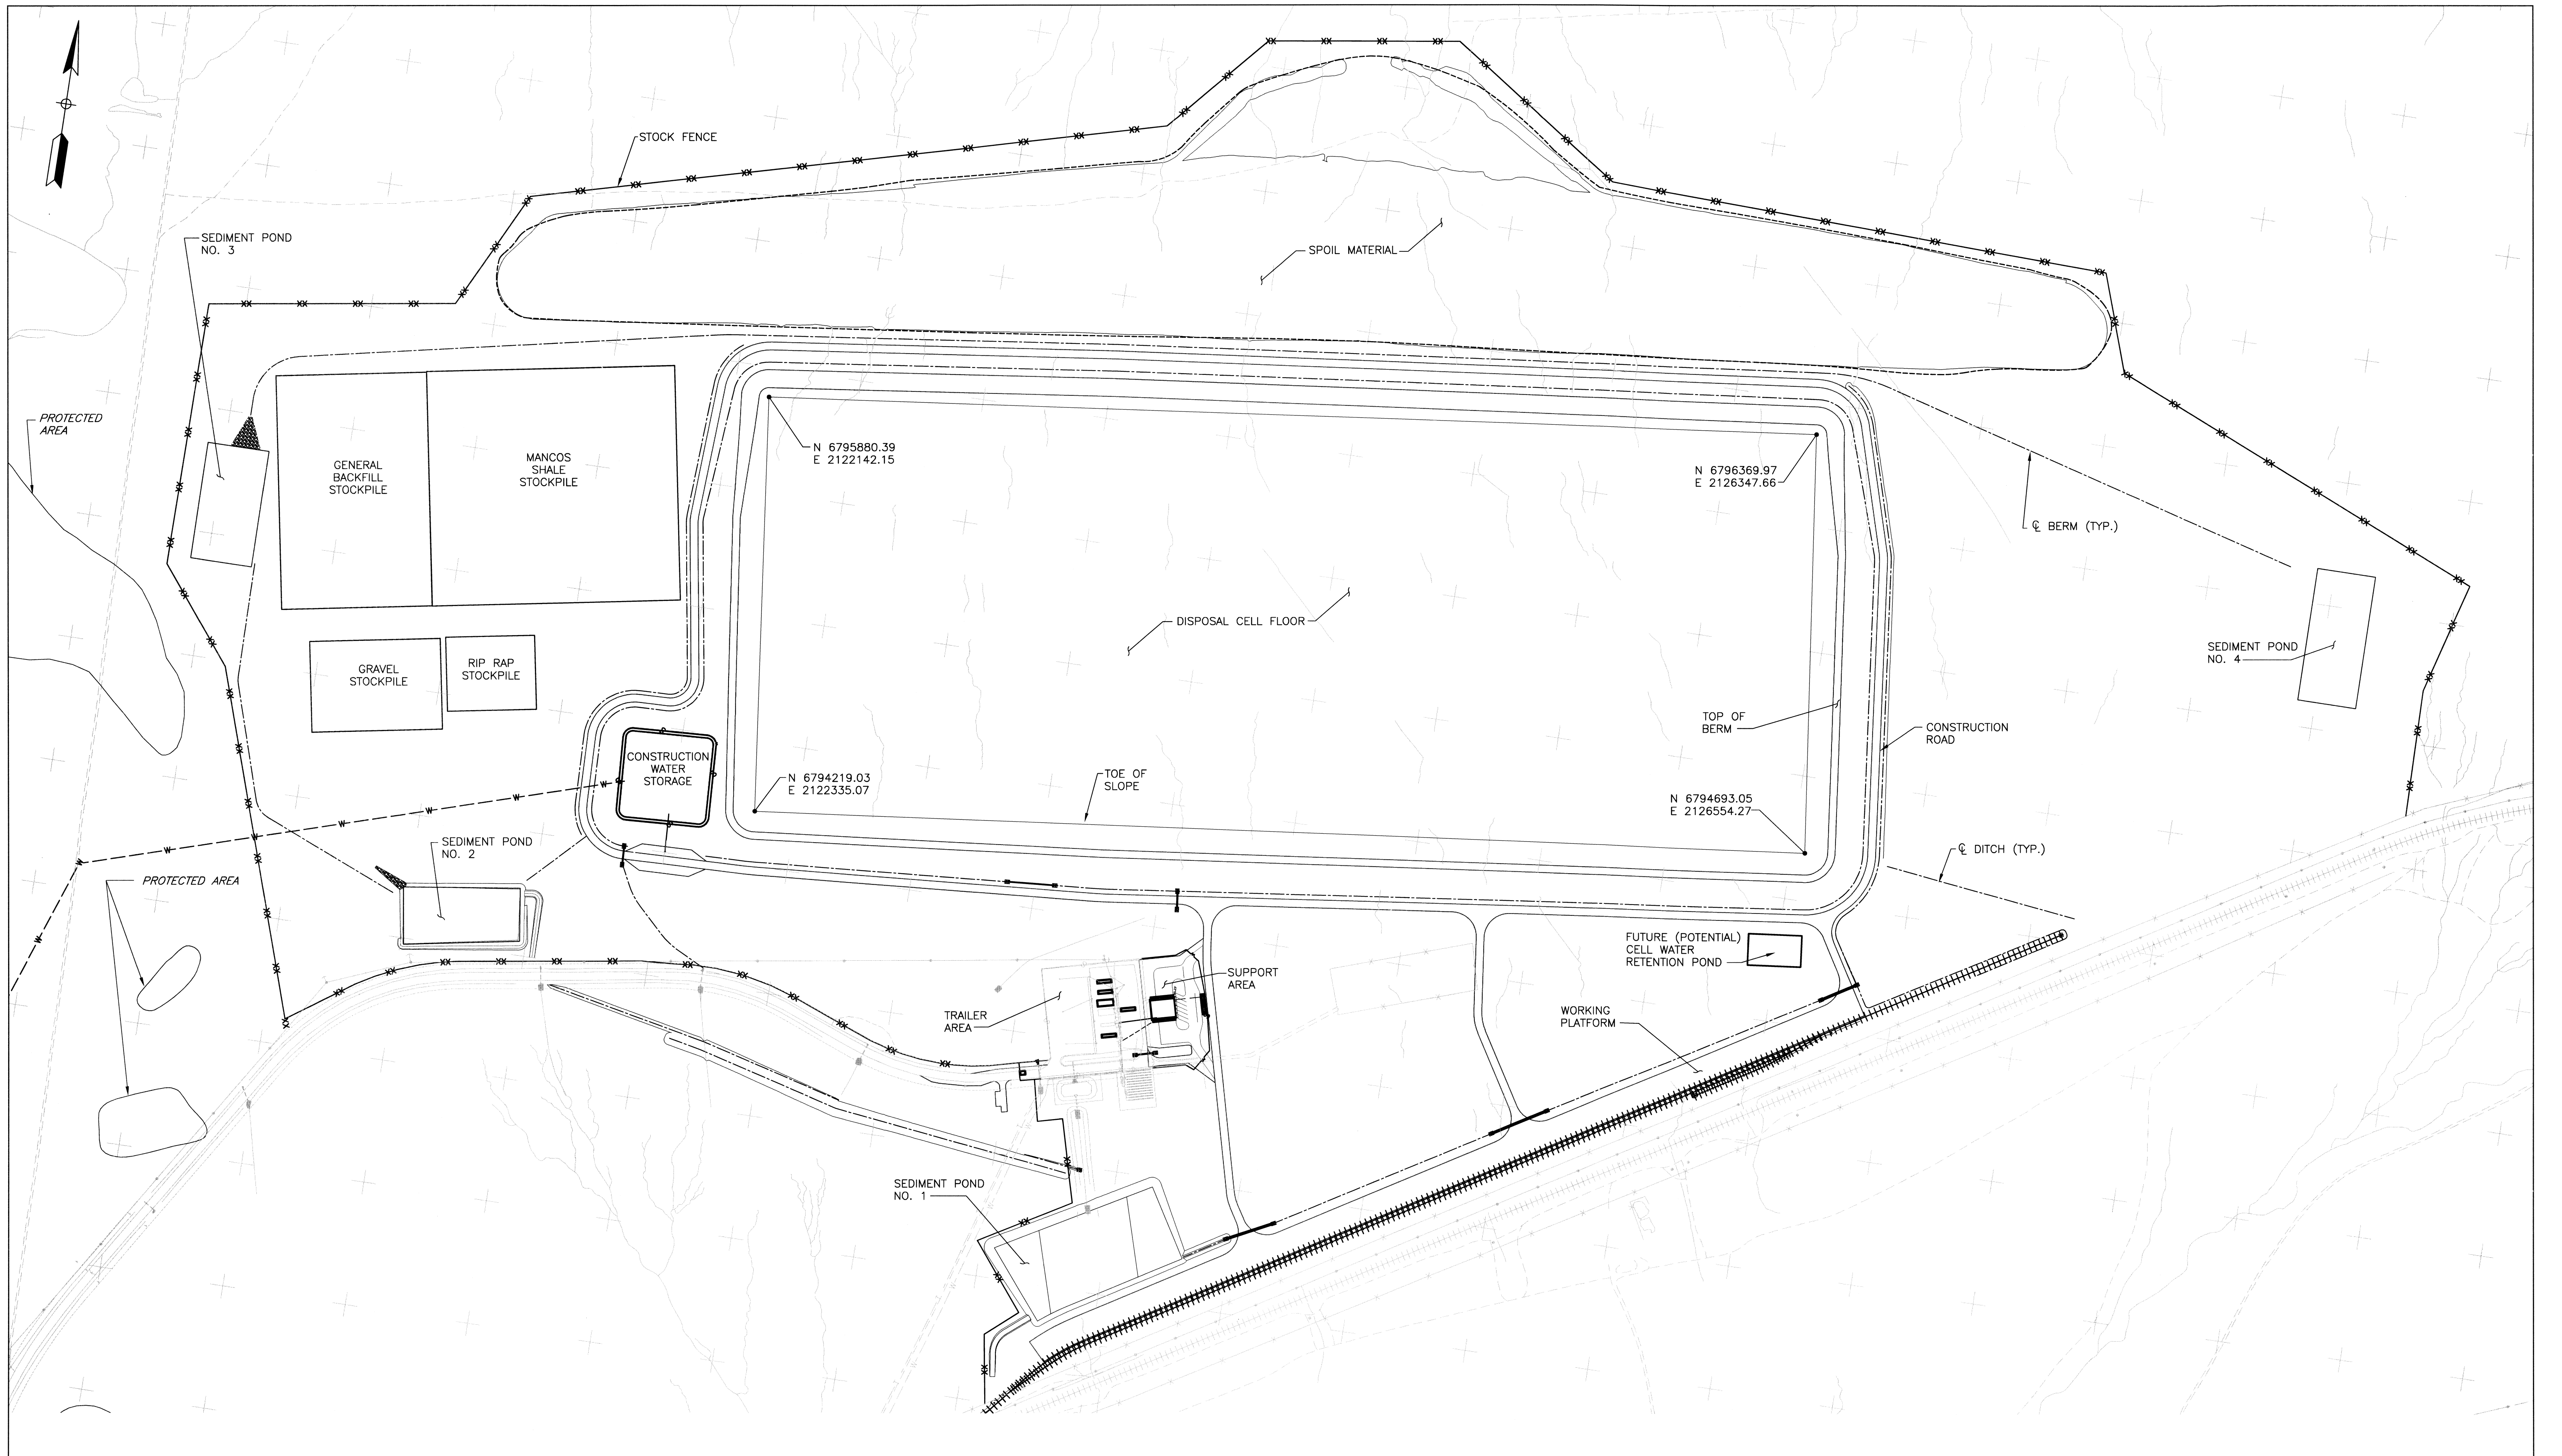 STOCK FENCE
SEDIMENT POND
NO. 3
SPOIL MATERIAL
PROTECTED
AREA
GENERAL
BACKFILL
STOCKPILE
MANCOS
SHALE
STOCKPILE
N 6795880.39
E 2122142.15
N 6796369.97
E 2126347.66
℄ BERM (TYP.)
DISPOSAL CELL FLOOR
SEDIMENT POND
NO. 4
GRAVEL
STOCKPILE
RIP RAP
STOCKPILE
TOP OF
BERM
CONSTRUCTION
ROAD
CONSTRUCTION
WATER
STORAGE
N 6794219.03
E 2122335.07
TOE OF
SLOPE
N 6794693.05
E 2126554.27
SEDIMENT POND
NO. 2
℄ DITCH (TYP.)
PROTECTED AREA
FUTURE (POTENTIAL)
CELL WATER
RETENTION POND
SUPPORT
AREA
TRAILER
AREA
WORKING
PLATFORM
SEDIMENT POND
NO. 1